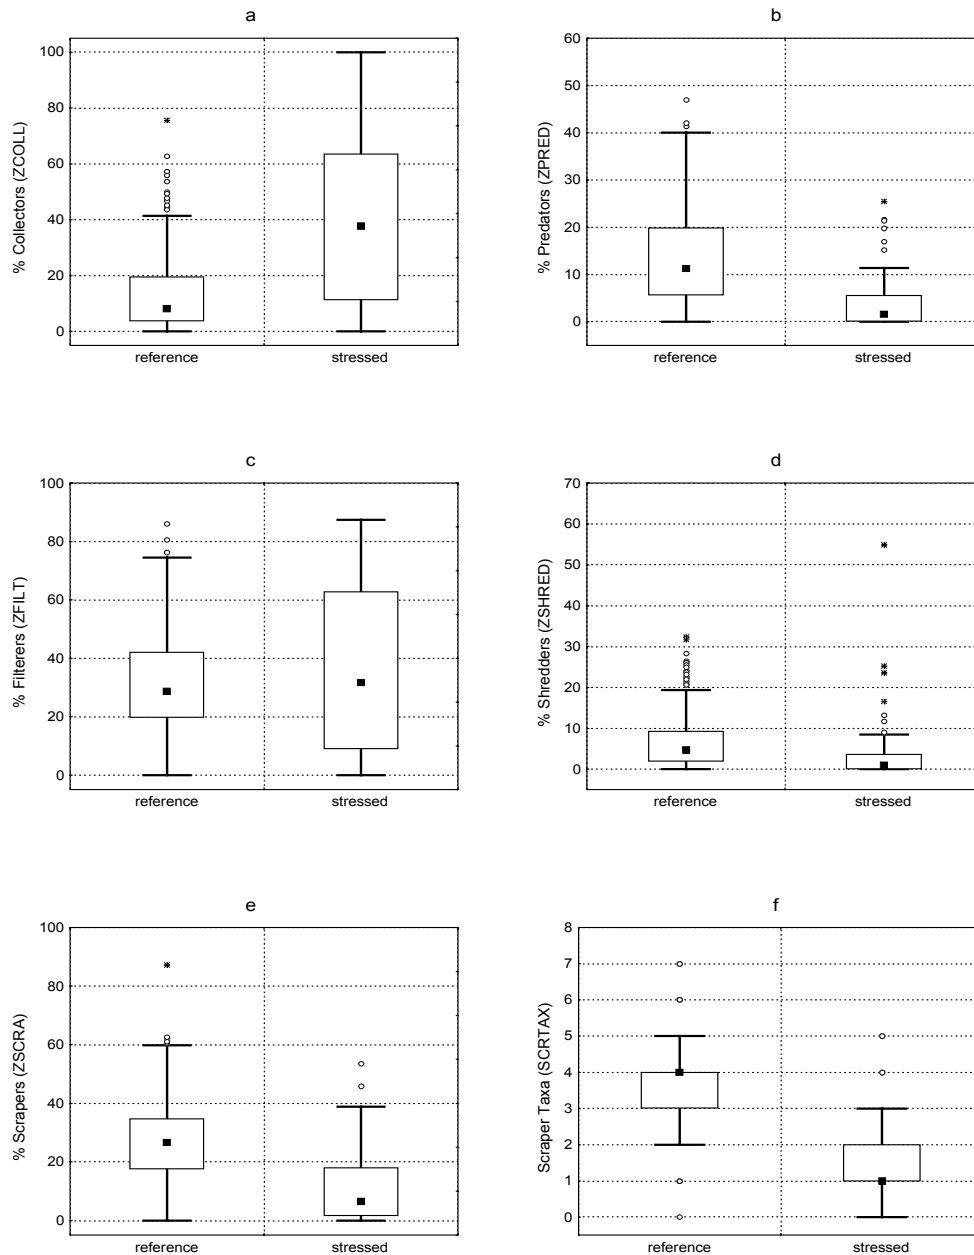 a
% Collectors (ZCOLL)
100
80
60
40
20
0
reference stressed
b
% Predators (ZPRED)
60
50
40
30
20
10
0
reference stressed
c
% Filterers (ZFILT)
100
80
60
40
20
0
reference stressed
d
% Shredders (ZSHRED)
70
60
50
40
30
20
10
0
reference stressed
e
% Scrapers (ZSCRA)
100
80
60
40
20
0
reference stressed
f
Scraper Taxa (SCRTAX)
8
7
6
5
4
3
2
1
0
reference stressed